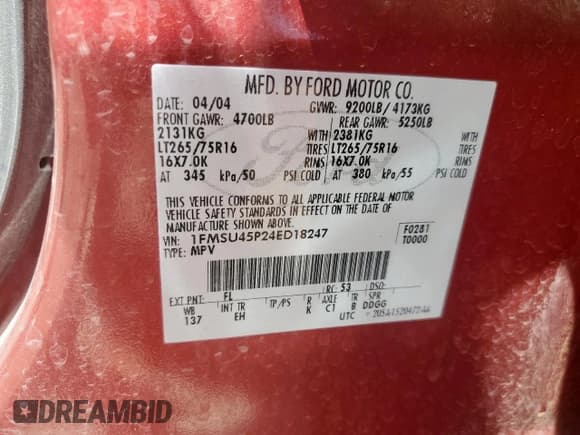 MFD. BY FORD MOTOR CO.
DATE: 04/04 GVWR: 9200LB/ 4173KG
FRONT GAWR: 4700LB REAR GAWR: 5250LB
2131KG WITH 2381KG WITH
LT265/75R16 TIRES LT265/75R16 TIRES
16X7.0K RIMS 16X7.0K RIMS
AT 345 kPa/50 PSI COLD AT 380 kPa/55 PSI COLD
THIS VEHICLE CONFORMS TO ALL APPLICABLE FEDERAL MOTOR
VEHICLE SAFETY STANDARDS IN EFFECT ON THE DATE OF
MANUFACTURE SHOWN ABOVE.
VIN: 1FMSU45P24ED18247 F0281
TYPE: MPV T0000
Ford
EXT PNT: FL RC: 53 DSO:
WB INT TR TP/PS R AXLE TR SPR
137 EH K C1 B DDGG
UTC
DREAMBID